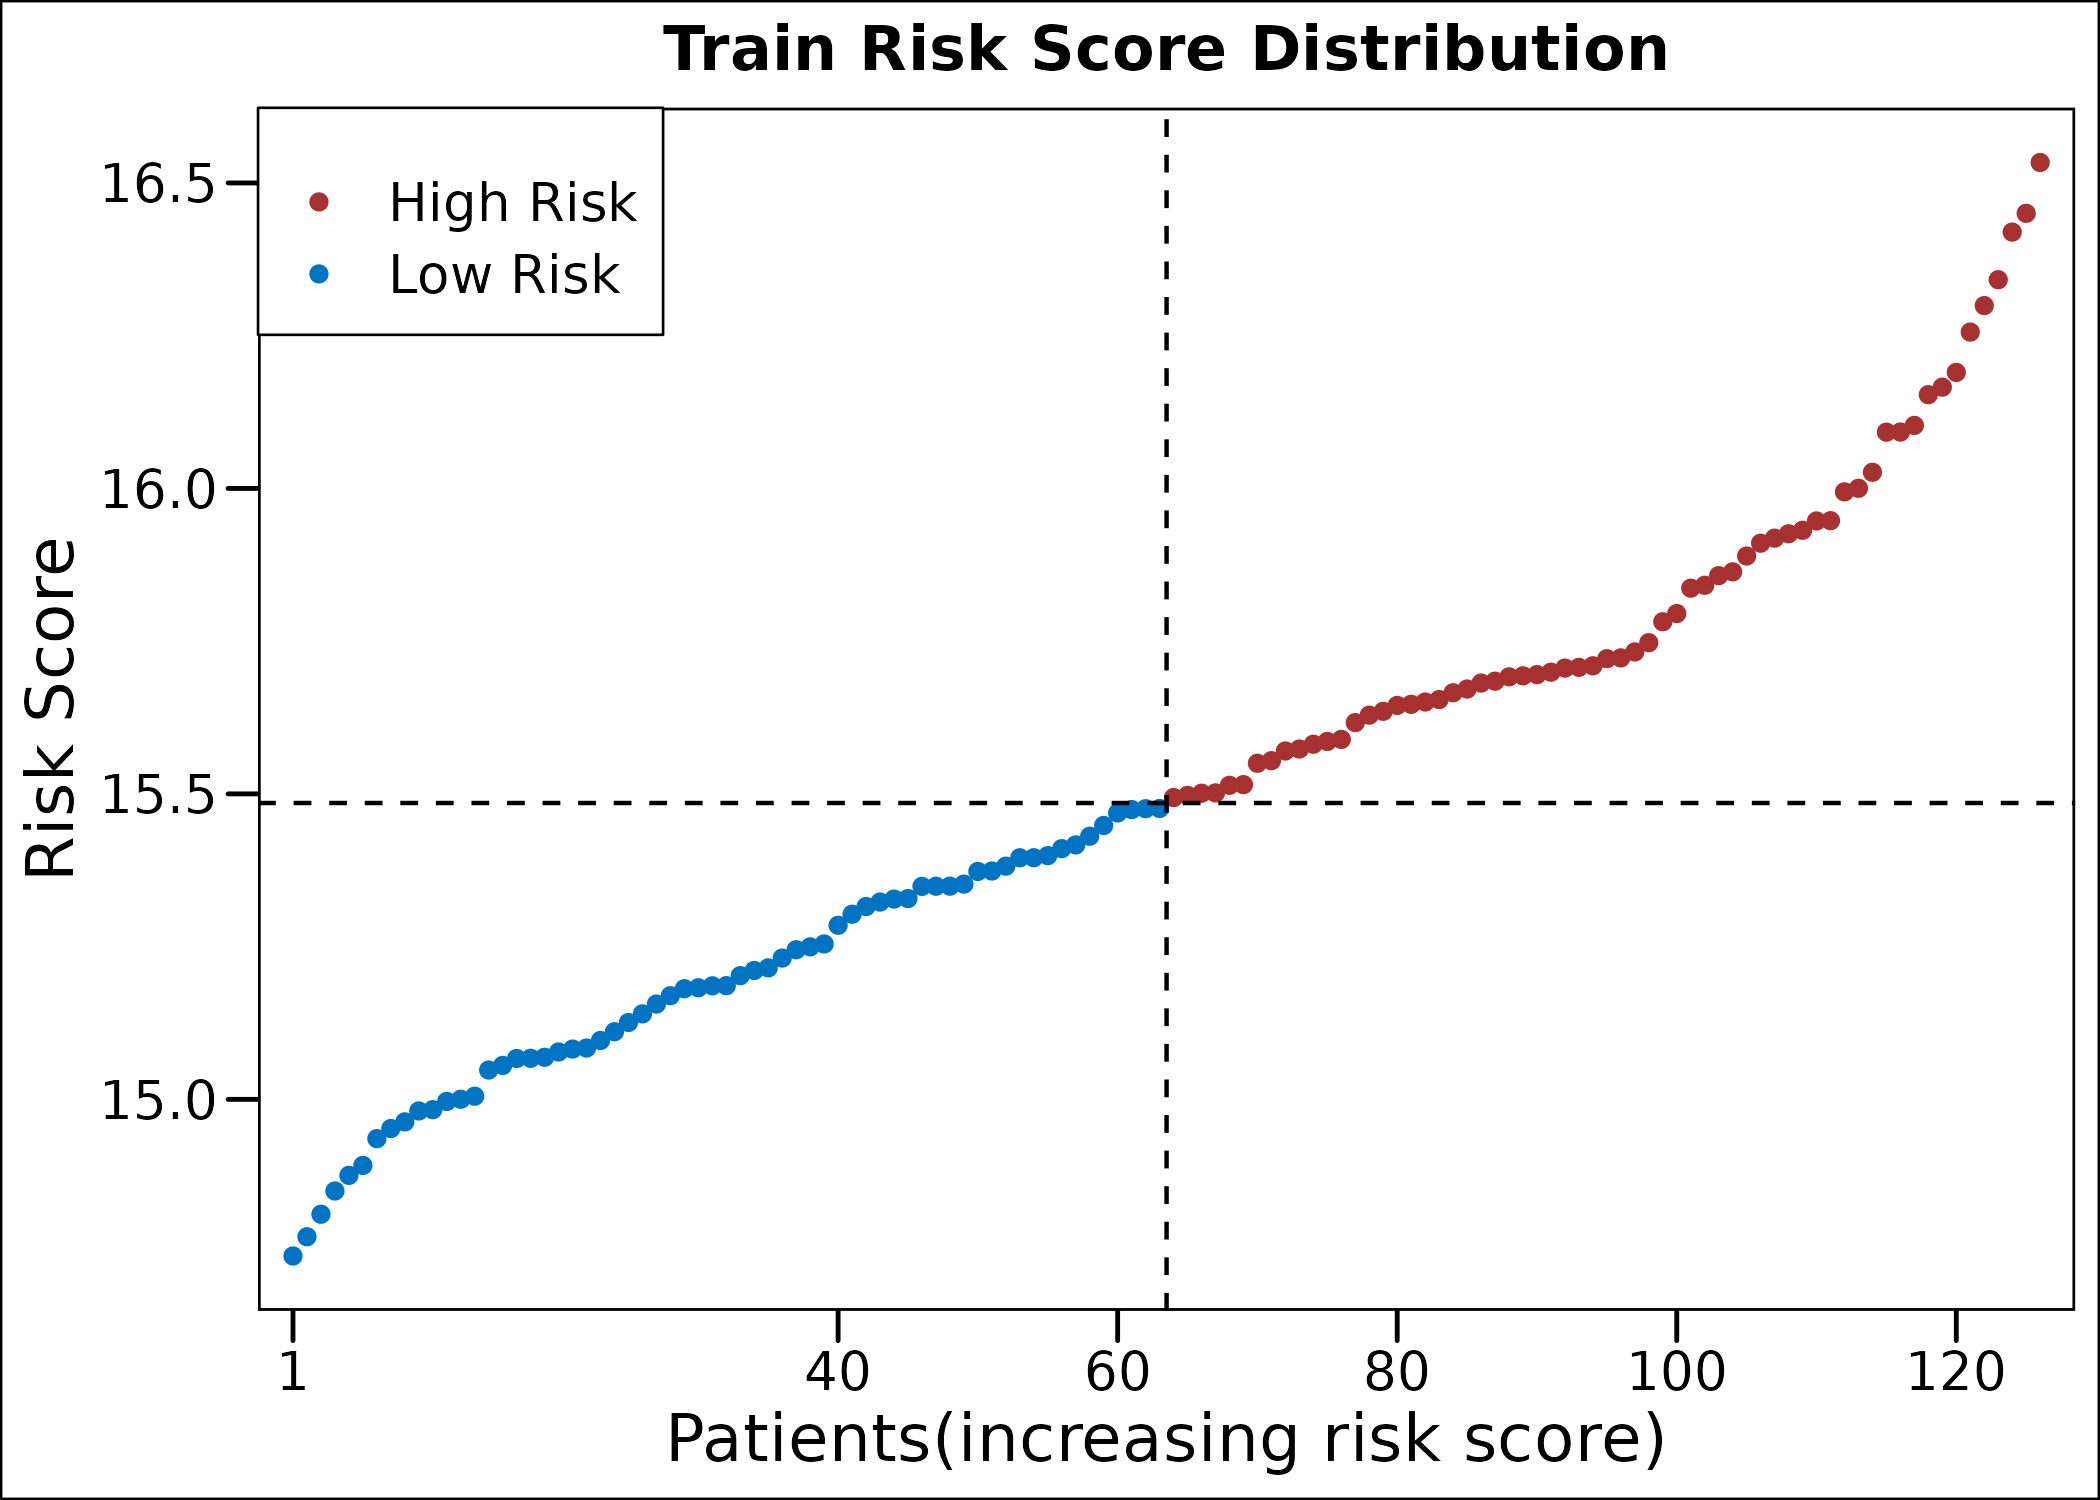 Train Risk Score Distribution
High Risk
Low Risk
16.5
16.0
15.5
15.0
Risk Score
1 40 60 80 100 120
Patients(increasing risk score)